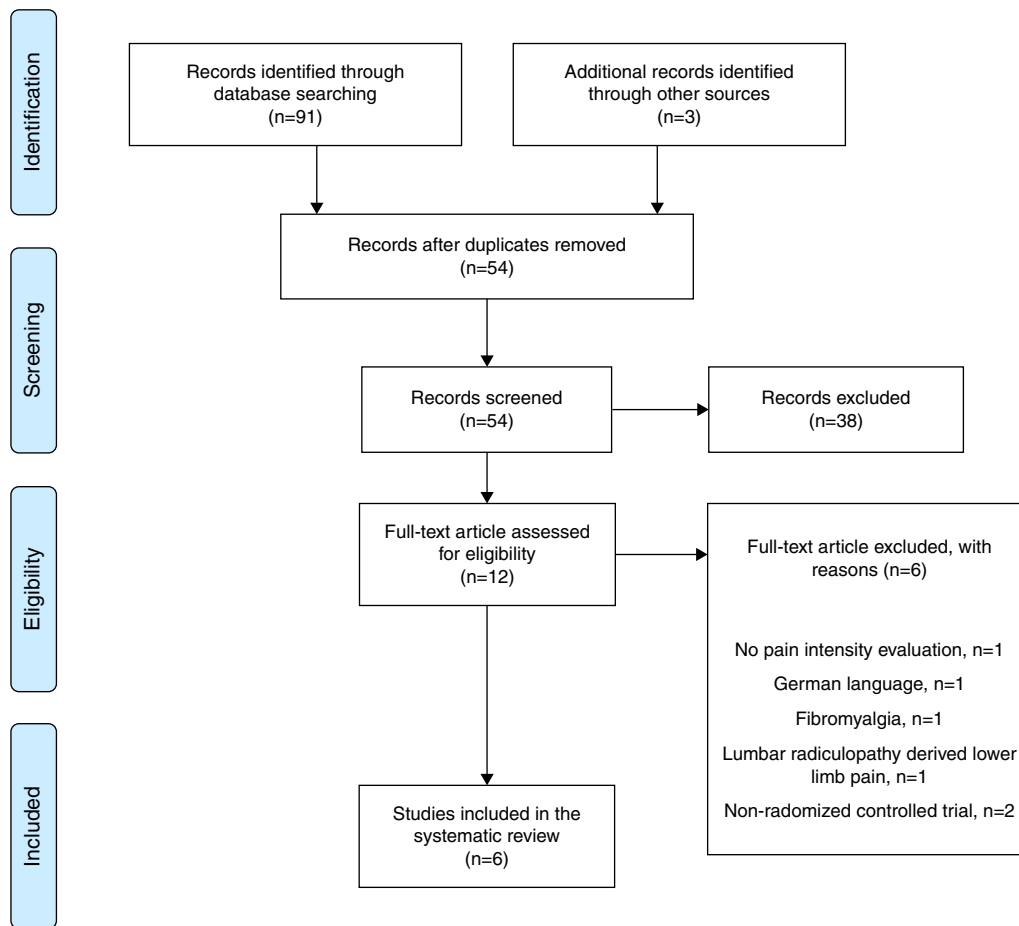 Identification
Records identified through
database searching
(n=91)
Additional records identified
through other sources
(n=3)
Records after duplicates removed
(n=54)
Screening
Records screened
(n=54)
Records excluded
(n=38)
Eligibility
Full-text article assessed
for eligibility
(n=12)
Full-text article excluded, with
reasons (n=6)
No pain intensity evaluation, n=1
German language, n=1
Fibromyalgia, n=1
Lumbar radiculopathy derived lower
limb pain, n=1
Non-radomized controlled trial, n=2
Included
Studies included in the
systematic review
(n=6)